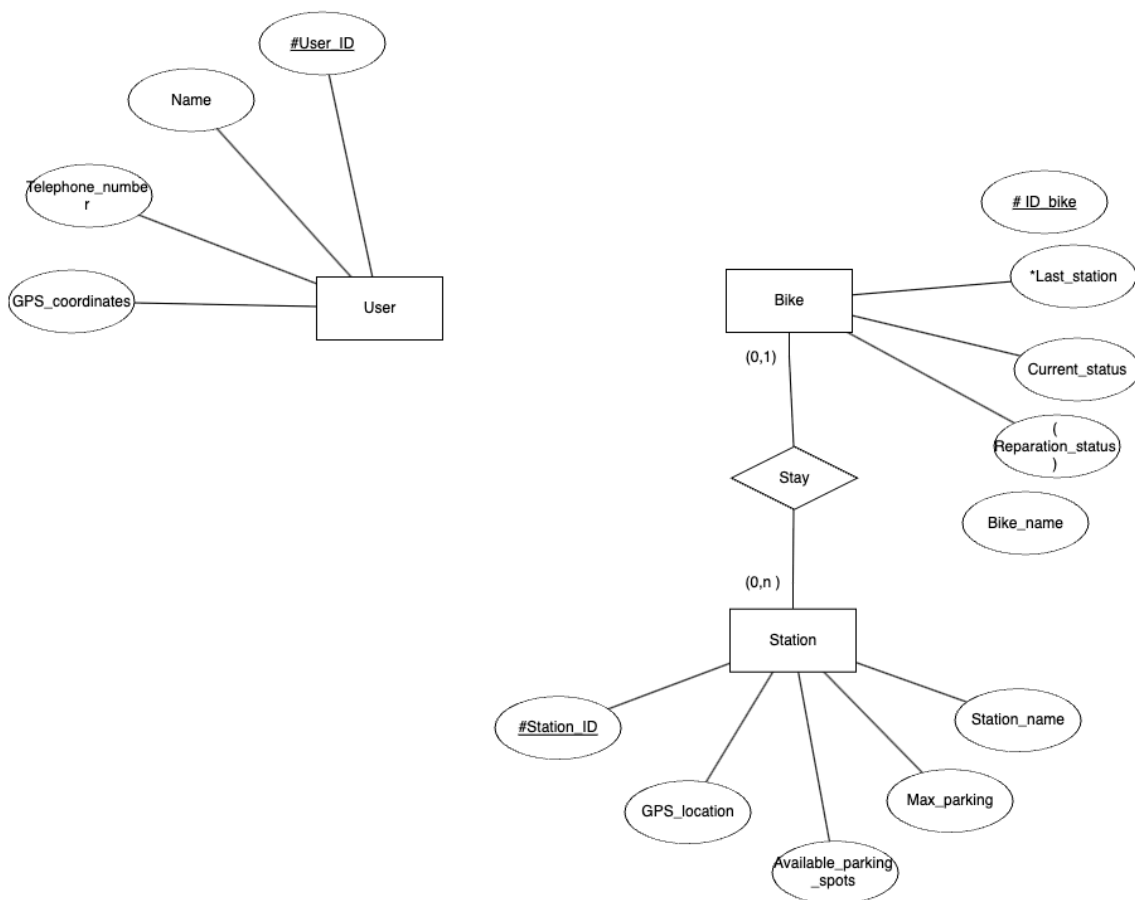 #User_ID
Name
Telephone_numbe
r
GPS_coordinates
User
# ID_bike
*Last_station
Bike
(0,1)
Current_status
(
Reparation_status
)
Stay
Bike_name
(0,n )
Station
#Station_ID
Station_name
GPS_location
Max_parking
Available_parking
_spots